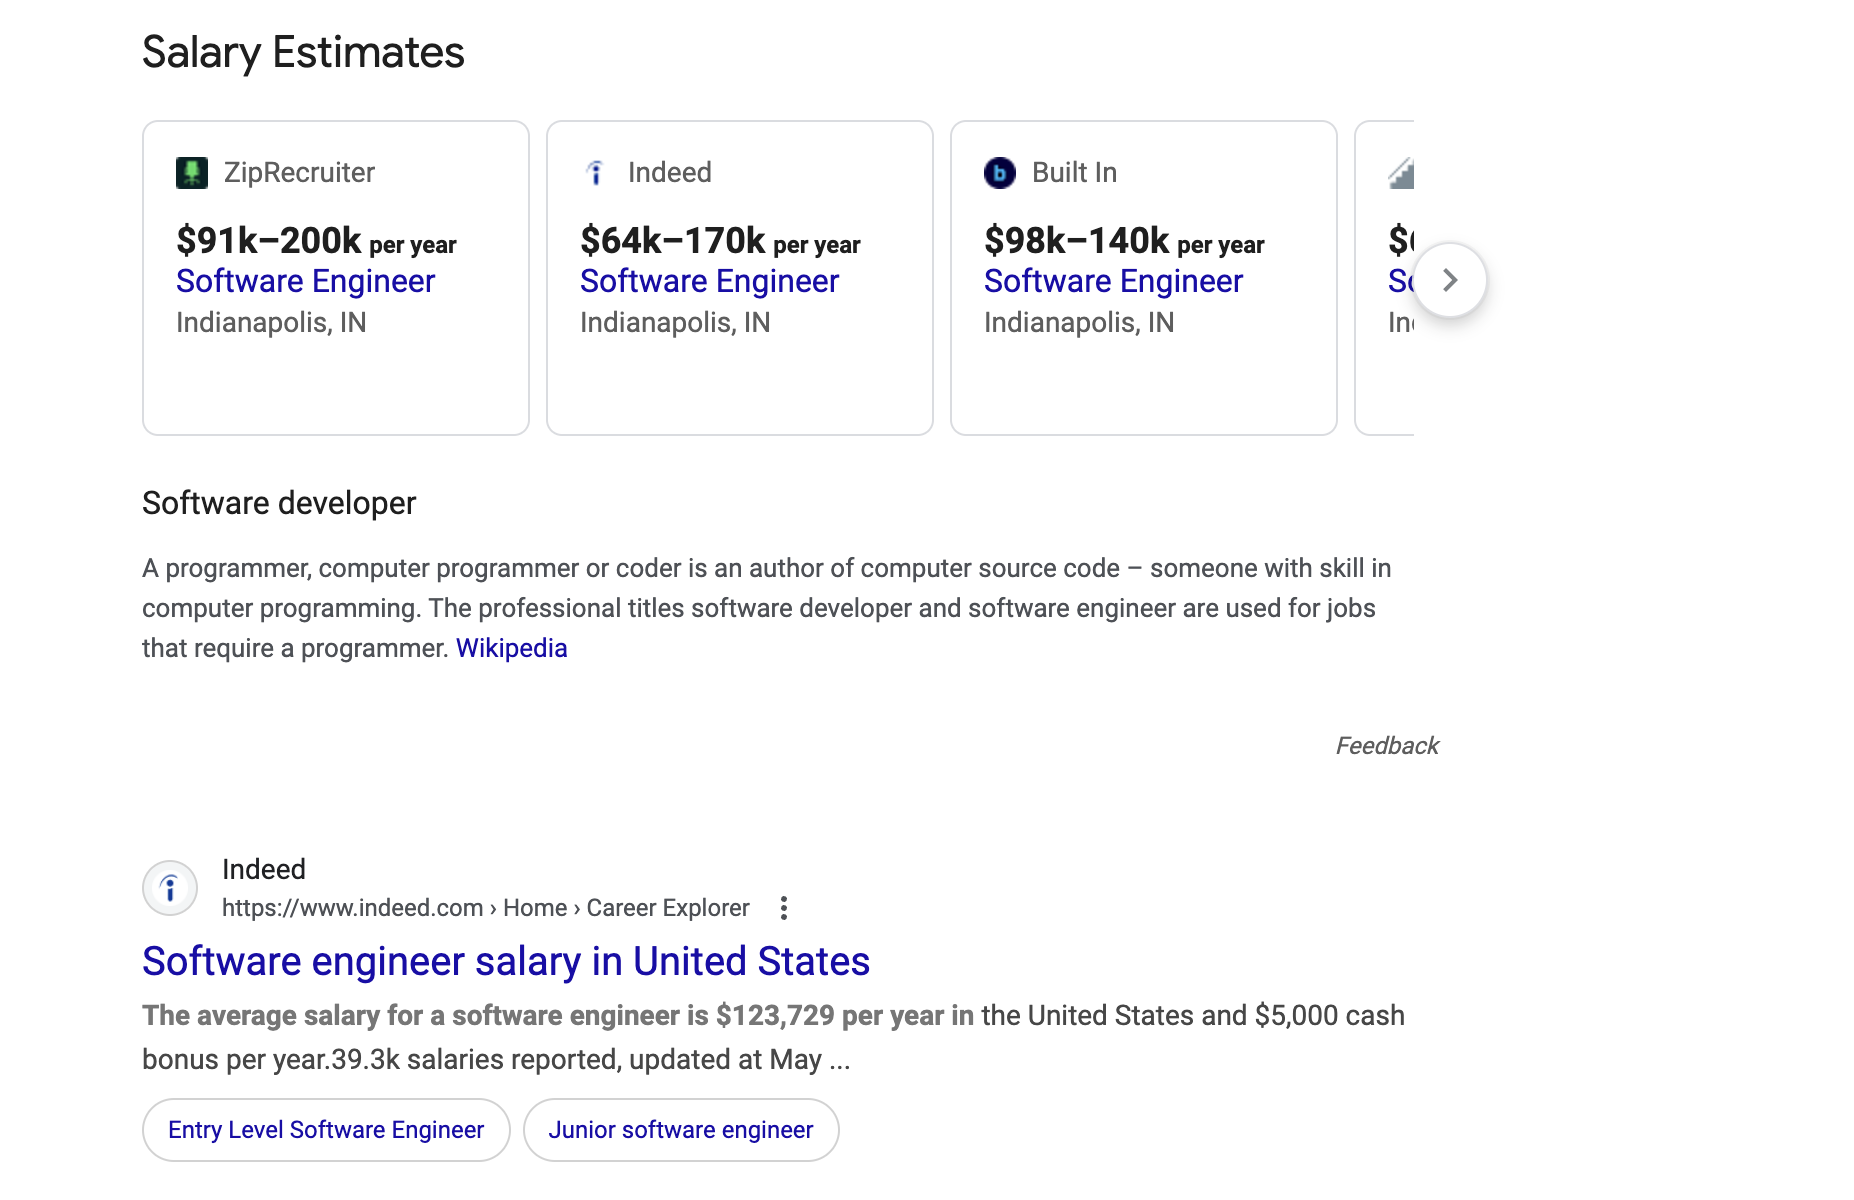 Salary Estimates
ZipRecruiter
$91k–200k per year
Software Engineer
Indianapolis, IN
Indeed
$64k–170k per year
Software Engineer
Indianapolis, IN
Built In
$98k–140k per year
Software Engineer
Indianapolis, IN
Software developer
A programmer, computer programmer or coder is an author of computer source code – someone with skill in
computer programming. The professional titles software developer and software engineer are used for jobs
that require a programmer. Wikipedia
Feedback
Indeed
https://www.indeed.com › Home › Career Explorer
Software engineer salary in United States
The average salary for a software engineer is $123,729 per year in the United States and $5,000 cash
bonus per year.39.3k salaries reported, updated at May ...
Entry Level Software Engineer
Junior software engineer